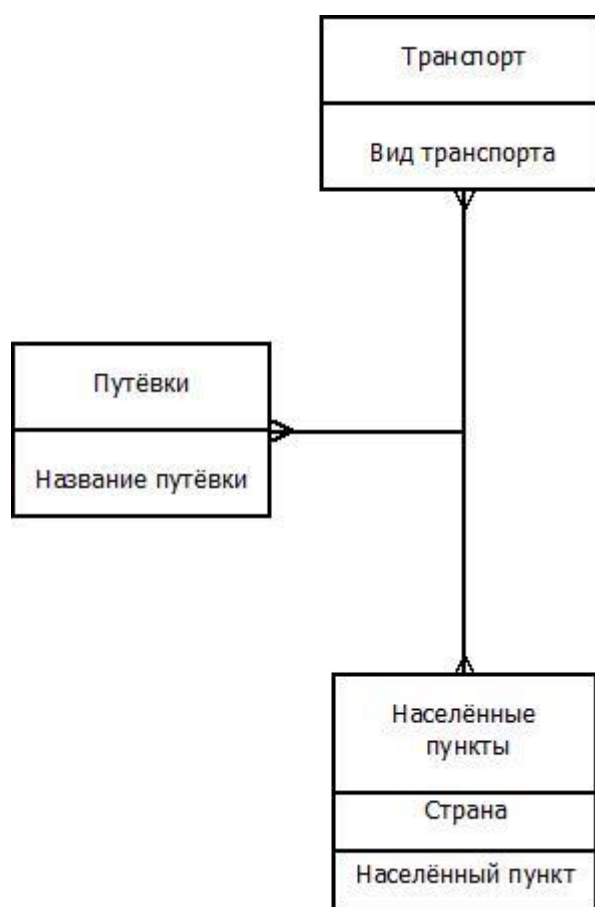 Транспорт
Вид транспорта
Путёвки
Название путёвки
Населённые
пункты
Страна
Населённый пункт